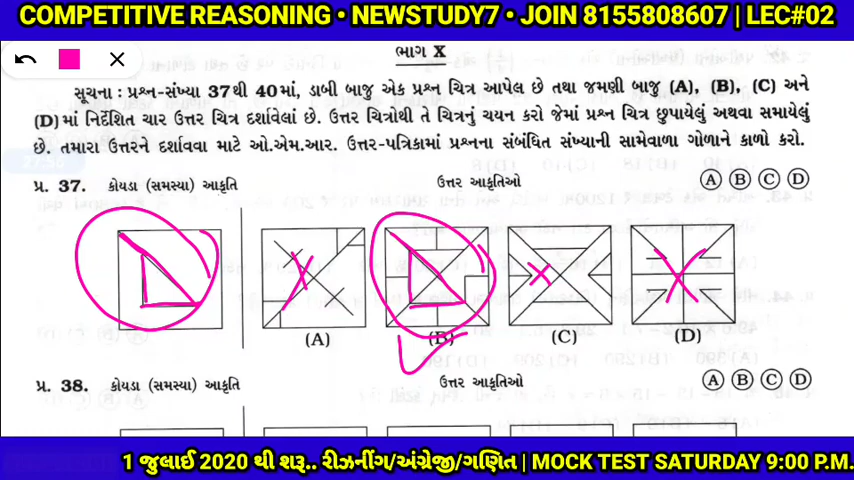 COMPETITIVE REASONING • NEWSTUDY7 • JOIN 8155808607 | LEC#02
ભાગ X
સૂચના : પ્રશ્ન-સંખ્યા 37થી 40માં, ડાબી બાજુ એક પ્રશ્ન ચિત્ર આપેલ છે તથા જમણી બાજુ (A), (B), (C) અને
(D)માં નિર્દેશિત ચાર ઉત્તર ચિત્ર દર્શાવેલાં છે. ઉત્તર ચિત્રોથી તે ચિત્રનું ચયન કરો જેમાં પ્રશ્ન ચિત્ર છુપાયેલું અથવા સમાયેલું
છે. તમારા ઉત્તરને દર્શાવવા માટે ઓ.એમ.આર. ઉત્તર-પત્રિકામાં પ્રશ્નના સંબંધિત સંખ્યાની સામેવાળા ગોળાને કાળો કરો.
પ્ર. 37. કોયડા (સમસ્યા) આકૃતિ ઉત્તર આકૃતિઓ A B C D
(A) (B) (C) (D)
પ્ર. 38. કોયડા (સમસ્યા) આકૃતિ ઉત્તર આકૃતિઓ A B C D
1 જુલાઈ 2020 થી શરૂ.. રીઝનીંગ/અંગ્રેજી/ગણિત | MOCK TEST SATURDAY 9:00 P.M.